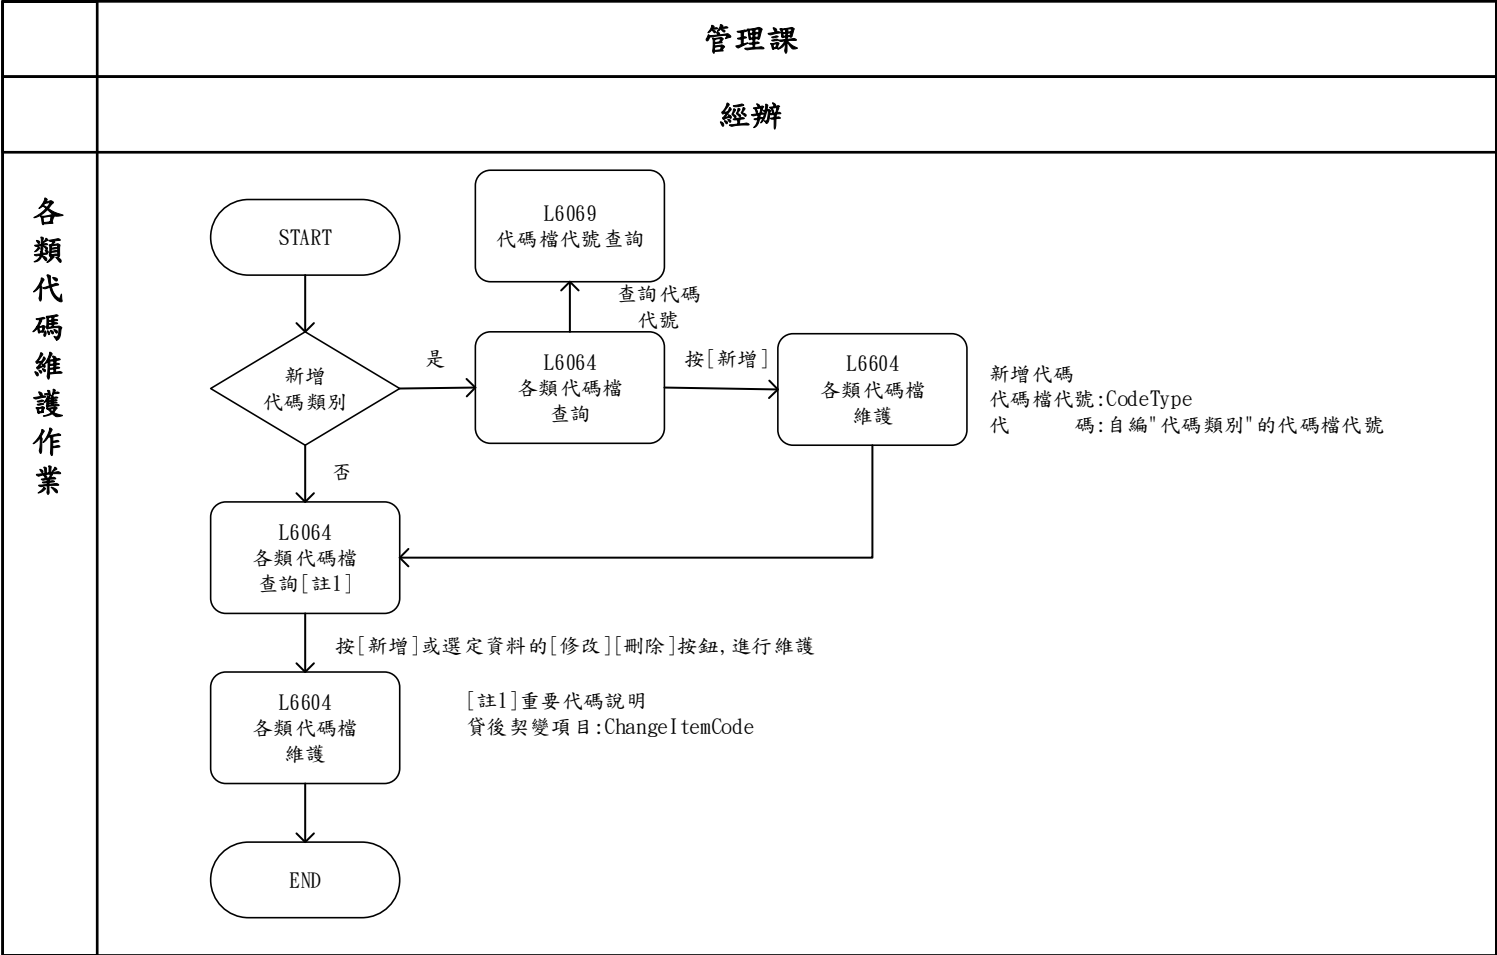 管理課
經辦
各類代碼維護作業
START
L6069
代碼檔代號查詢
查詢代碼
代號
新增
代碼類別
是
L6064
各類代碼檔
查詢
按[新增]
L6604
各類代碼檔
維護
新增代碼
代碼檔代號:CodeType
代　　碼:自編"代碼類別"的代碼檔代號
否
L6064
各類代碼檔
查詢[註1]
按[新增]或選定資料的[修改][刪除]按鈕,進行維護
L6604
各類代碼檔
維護
[註1]重要代碼說明
貸後契變項目:ChangeItemCode
END